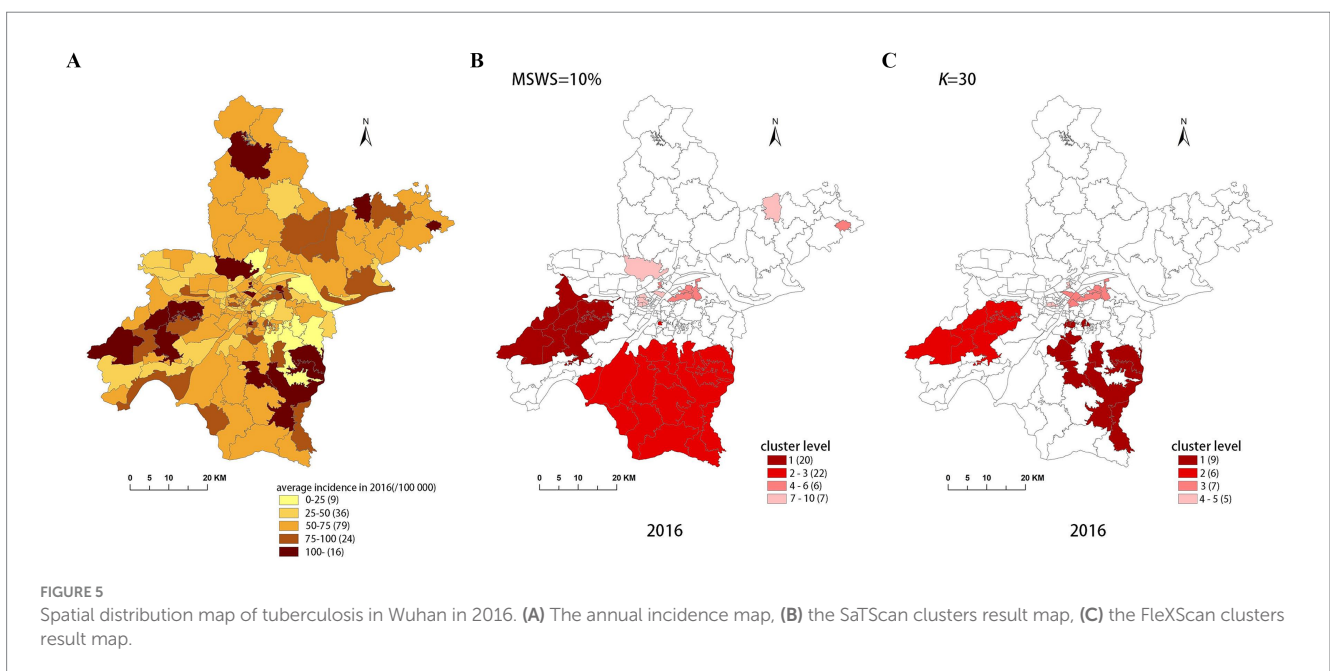 A
N
0 5 10 20 KM
average incidence in 2016(/100 000)
0-25 (9)
25-50 (36)
50-75 (79)
75-100 (24)
100- (16)
B
MSWS=10%
N
cluster level
1 (20)
2 - 3 (22)
4 - 6 (6)
7 - 10 (7)
0 5 10 20 KM
2016
C
K=30
N
cluster level
1 (9)
2 (6)
3 (7)
4 - 5 (5)
0 5 10 20 KM
2016
FIGURE 5
Spatial distribution map of tuberculosis in Wuhan in 2016. (A) The annual incidence map, (B) the SaTScan clusters result map, (C) the FleXScan clusters
result map.